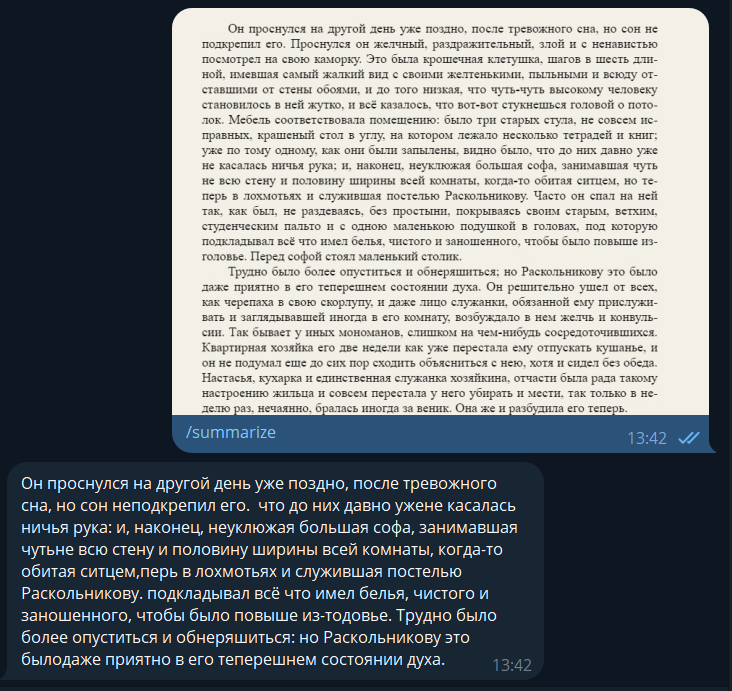 Он проснулся на другой день уже поздно, после тревожного сна, но сон не
подкрепил его. Проснулся он желчный, раздражительный, злой и с ненавистью
посмотрел на свою каморку. Это была крошечная клетушка, шагов в шесть дли-
ной, имевшая самый жалкий вид с своими желтенькими, пыльными и всюду от-
ставшими от стены обоями, и до того низкая, что чуть-чуть высокому человеку
становилось в ней жутко, и всё казалось, что вот-вот стукнешься головой о пото-
лок. Мебель соответствовала помещению: было три старых стула, не совсем ис-
правных, крашеный стол в углу, на котором лежало несколько тетрадей и книг;
уже по тому одному, как они были запылены, видно было, что до них давно уже
не касалась ничья рука; и, наконец, неуклюжая большая софа, занимавшая чуть
не всю стену и половину ширины всей комнаты, когда-то обитая ситцем, но те-
перь в лохмотьях и служившая постелью Раскольникову. Часто он спал на ней
так, как был, не раздеваясь, без простыни, покрываясь своим старым, ветхим,
студенческим пальто и с одною маленькою подушкой в головах, под которую
подкладывал всё что имел белья, чистого и заношенного, чтобы было повыше из-
головье. Перед софой стоял маленький столик.
Трудно было более опуститься и обнеряшиться; но Раскольникову это было
даже приятно в его теперешнем состоянии духа. Он решительно ушел от всех,
как черепаха в свою скорлупу, и даже лицо служанки, обязанной ему прислужи-
вать и заглядывавшей иногда в его комнату, возбуждало в нем желчь и конвуль-
сии. Так бывает у иных мономанов, слишком на чем-нибудь сосредоточившихся.
Квартирная хозяйка его две недели как уже перестала ему отпускать кушанье, и
он не подумал еще до сих пор сходить объясниться с нею, хотя и сидел без обеда.
Настасья, кухарка и единственная служанка хозяйкина, отчасти была рада такому
настроению жильца и совсем перестала у него убирать и мести, так только в не-
делю раз, нечаянно, бралась иногда за веник. Она же и разбудила его теперь.
/summarize
13:42
Он проснулся на другой день уже поздно, после тревожного
сна, но сон неподкрепил его.  что до них давно ужене касалась
ничья рука: и, наконец, неуклюжая большая софа, занимавшая
чутьне всю стену и половину ширины всей комнаты, когда-то
обитая ситцем,перь в лохмотьях и служившая постелью
Раскольникову. подкладывал всё что имел белья, чистого и
заношенного, чтобы было повыше из-тодовье. Трудно было
более опуститься и обнеряшиться: но Раскольникову это
былодаже приятно в его теперешнем состоянии духа.
13:42